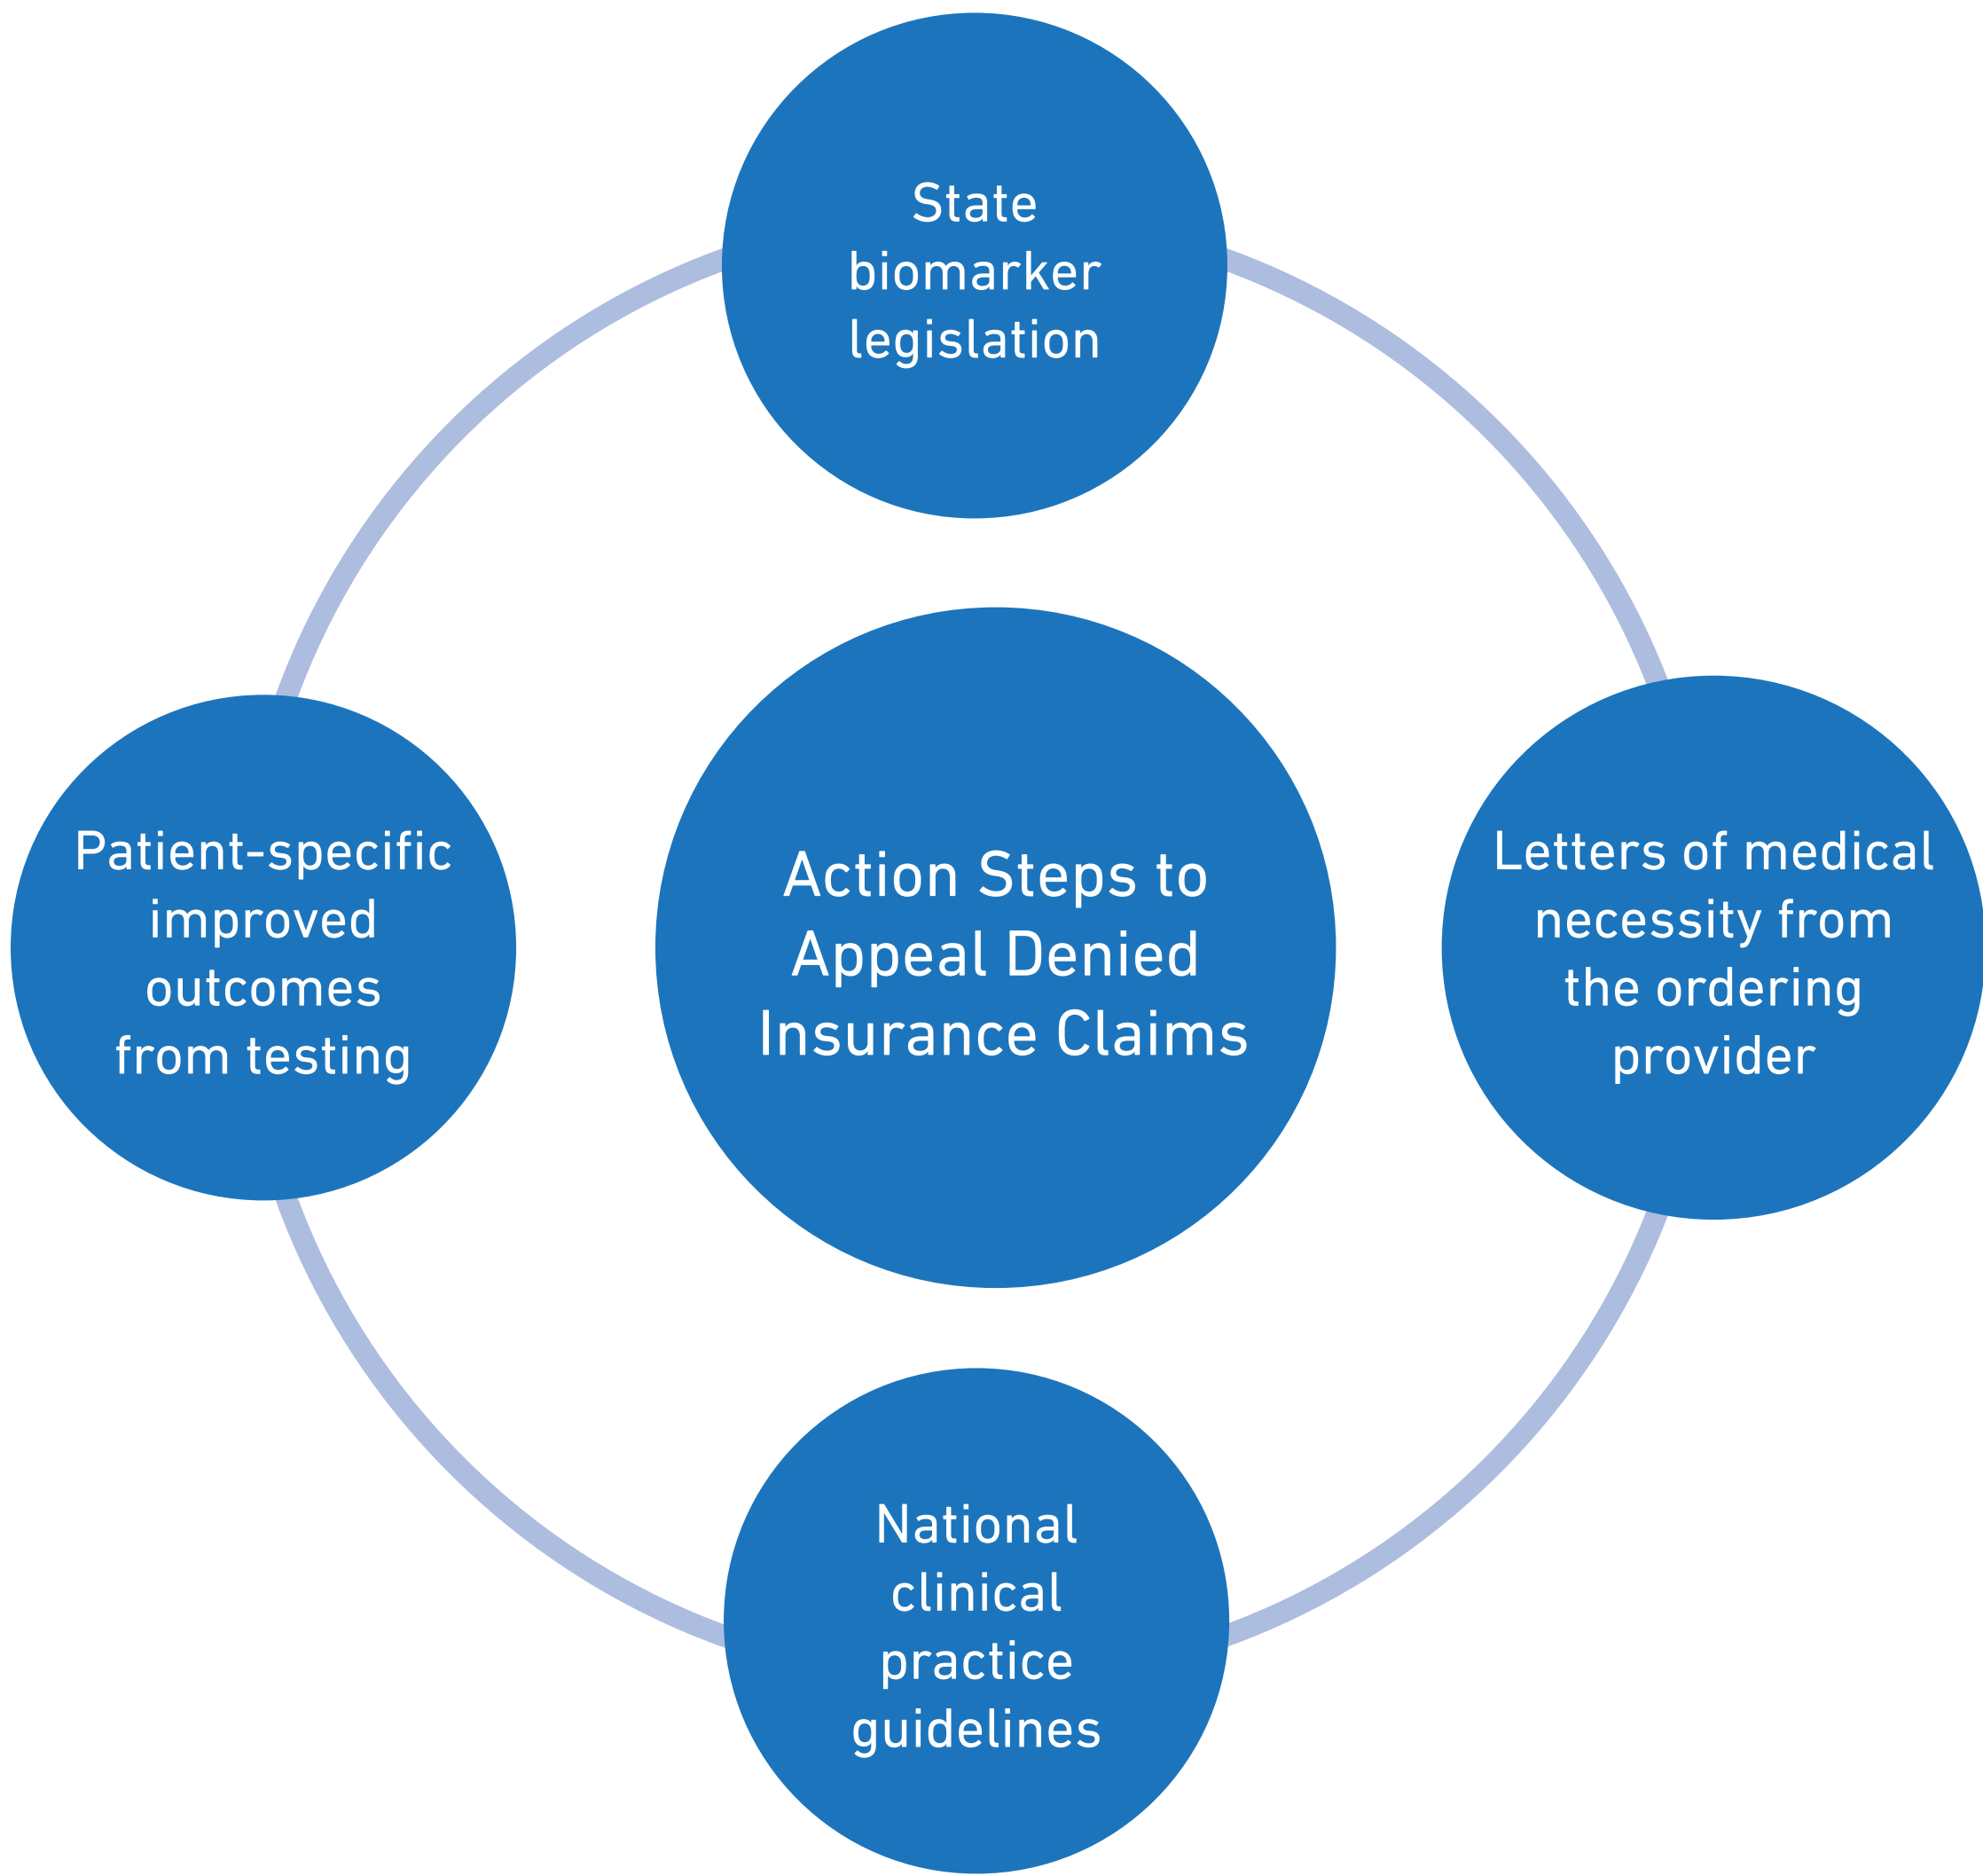 State
biomarker
legislation
Patient-specific
improved
outcomes
from testing
Action Steps to
Appeal Denied
Insurance Claims
Letters of medical
necessity from
the ordering
provider
National
clinical
practice
guidelines